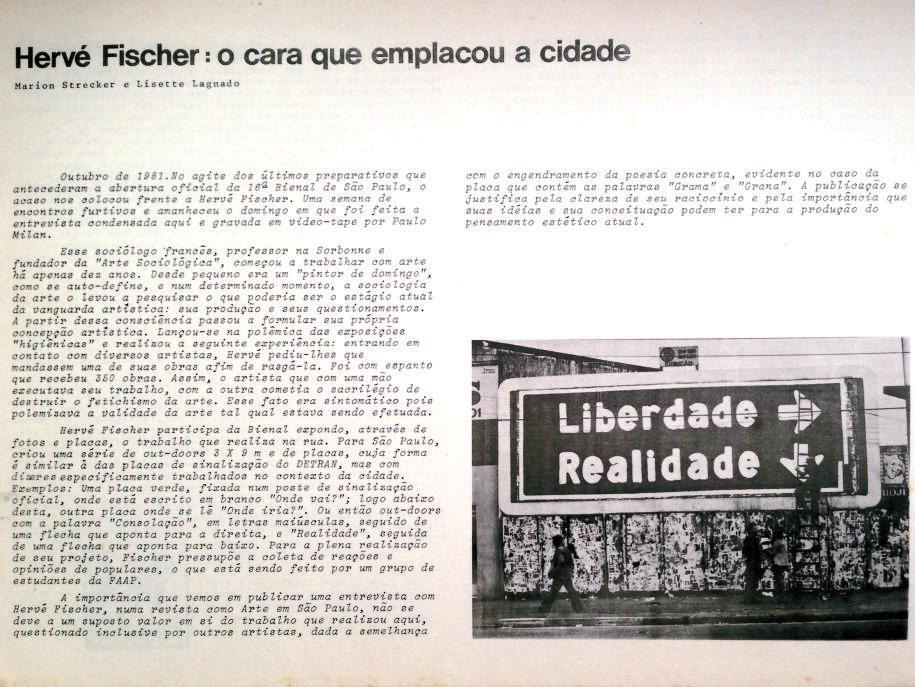 Hervé Fischer: o cara que emplacou a cidade
Marion Strecker e Lisette Lagnado
Outubro de 1981.No agite dos últimos preparativos que
antecederam a abertura oficial da 16ª Bienal de São Paulo, o
acaso nos colocou frente a Hervé Fischer. Uma semana de
encontros furtivos e amanheceu o domingo em que foi feita a
entrevista condensada aqui e gravada em vídeo-tape por Paulo
Milan.
Esse sociólogo francês, professor na Sorbonne e
fundador da "Arte Sociológica", começou a trabalhar com arte
há apenas dez anos. Desde pequeno era um "pintor de domingo",
como se auto-define, e num determinado momento, a sociologia
da arte o levou a pesquisar o que poderia ser o estágio atual
da vanguarda artística: sua produção e seus questionamentos.
A partir dessa consciência passou a formular sua própria
concepção artística. Lançou-se na polêmica das exposições
"higiênicas" e realizou a seguinte experiência: entrando em
contato com diversos artistas, Hervé pediu-lhes que
mandassem uma de suas obras afim de rasgá-la. Foi com espanto
que recebeu 350 obras. Assim, o artista que com uma mão
executava seu trabalho, com a outra cometia o sacrilégio de
destruir o fetichismo da arte. Esse fato era sintomático pois
polemizava a validade da arte tal qual estava sendo efetuada.
Hervé Fischer participa da Bienal expondo, através de
fotos e placas, o trabalho que realiza na rua. Para São Paulo,
criou uma série de out-doors 3 X 9 m e de placas, cuja forma
é similar à das placas de sinalização do DETRAN, mas com
dizeres especificamente trabalhados no contexto da cidade.
Exemplos: Uma placa verde, fixada num poste de sinalização
oficial, onde está escrito em branco "Onde vai?"; logo abaixo
desta, outra placa onde se lê "Onde iria?". Ou então out-doors
com a palavra "Consolação", em letras maiúsculas, seguido de
uma flecha que aponta para a direita, e "Realidade", seguida
de uma flecha que aponta para baixo. Para a plena realização
de seu projeto, Fischer pressupõe a coleta de reações e
opiniões de populares, o que está sendo feito por um grupo de
estudantes da FAAP.
A importância que vemos em publicar uma entrevista com
Hervé Fischer, numa revista como Arte em São Paulo, não se
deve a um suposto valor em si do trabalho que realizou aqui,
questionado inclusive por outros artistas, dada a semelhança
com o engendramento da poesia concreta, evidente no caso da
placa que contém as palavras "Grama" e "Grana". A publicação se
justifica pela clareza de seu raciocínio e pela importância que
suas idéias e sua conceituação podem ter para a produção do
pensamento estético atual.
Liberdade
Realidade